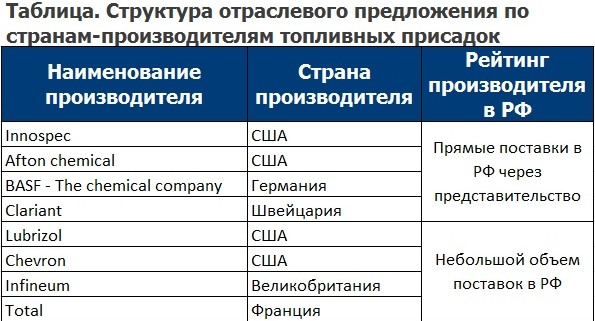 Таблица. Структура отраслевого предложения по
странам-производителям топливных присадок
Наименование
производителя
Страна
производителя
Рейтинг
производителя
в РФ
Innospec
США
Afton chemical
США
BASF - The chemical company
Германия
Clariant
Швейцария
Прямые поставки в
РФ через
представительство
Lubrizol
США
Chevron
США
Infineum
Великобритания
Total
Франция
Небольшой объем
поставок в РФ